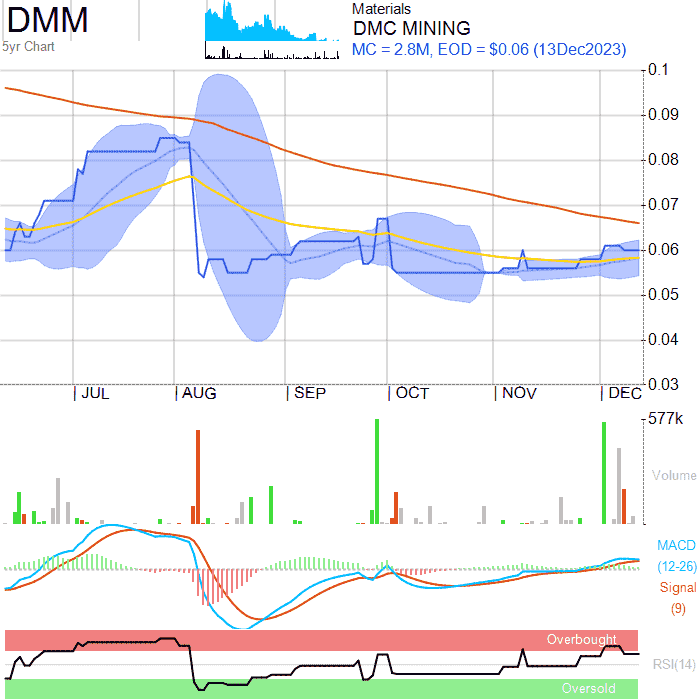 DMM
5yr Chart
Materials
DMC MINING
MC = 2.8M, EOD = $0.06 (13Dec2023)
0.1
0.09
0.08
0.07
0.06
0.05
0.04
0.03
JUL AUG SEP OCT NOV DEC
577k
Volume
MACD
(12-26)
Signal
(9)
Overbought
RSI(14)
Oversold